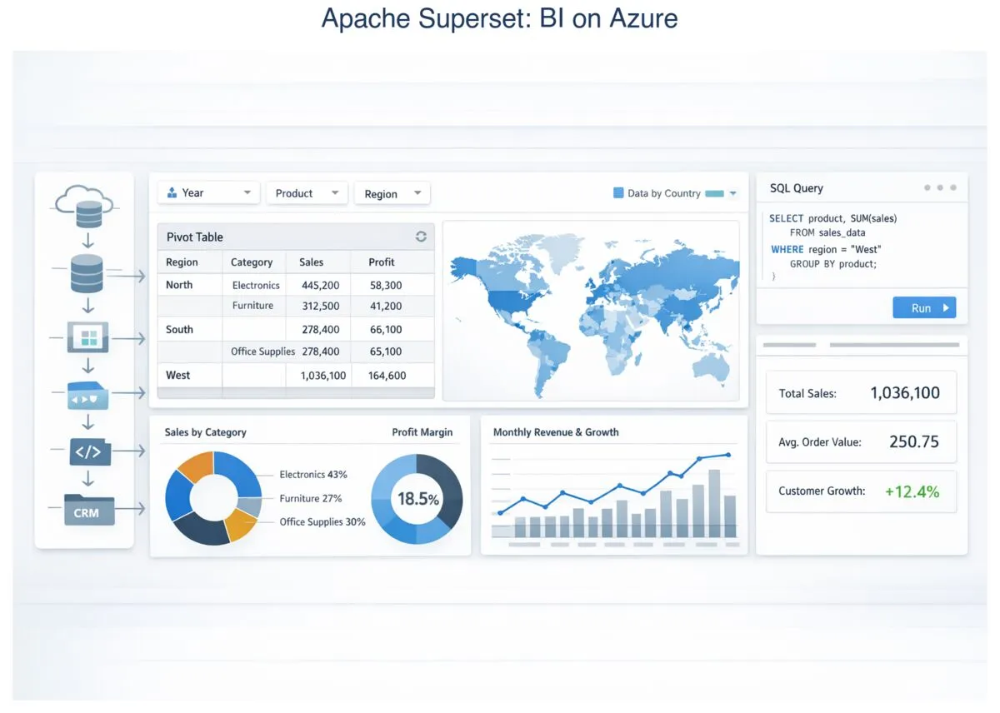 Apache Superset: BI on Azure
CRM
Year
Product
Region
Data by Country
Pivot Table
Region Category Sales Profit
North Electronics 445,200 58,300
Furniture 312,500 41,200
South 278,400 66,100
Office Supplies 278,400 65,100
West 1,036,100 164,600
Sales by Category
Electronics 43%
Furniture 27%
Office Supplies 30%
Profit Margin
18.5%
Monthly Revenue & Growth
SQL Query
SELECT product, SUM(sales)
FROM sales_data
WHERE region = "West"
GROUP BY product;
}
Run
Total Sales: 1,036,100
Avg. Order Value: 250.75
Customer Growth: +12.4%